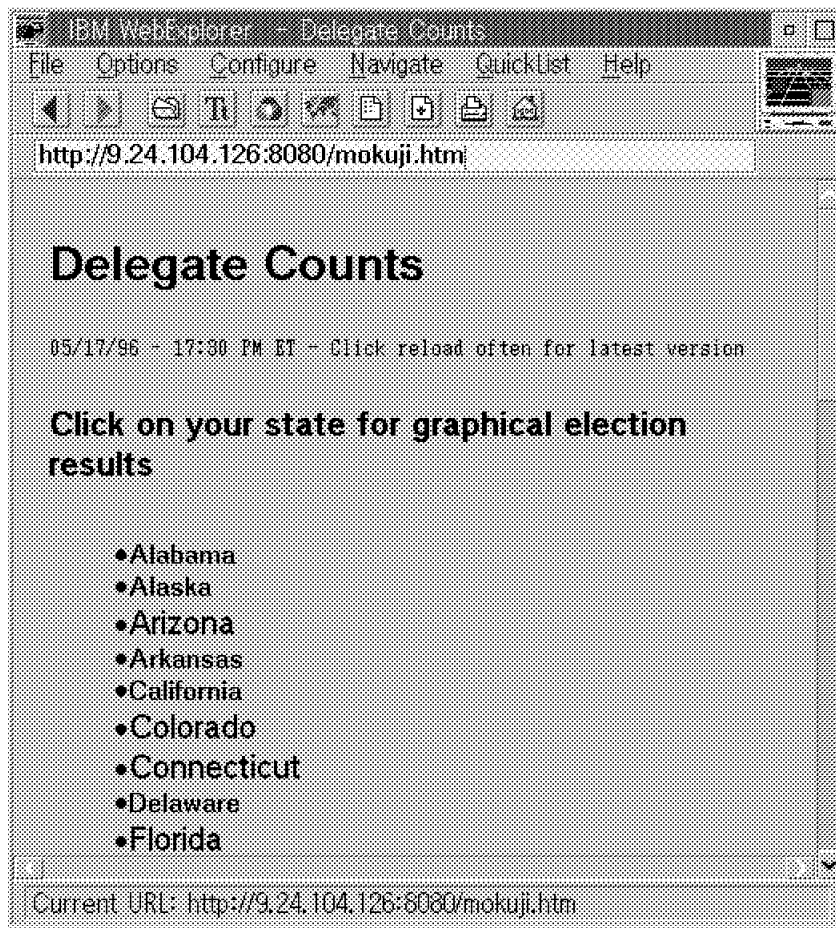 IBM WebExplorer - Delegate Counts
File Options Configure Navigate QuickList Help
http://9.24.104.126:8080/mokuji.htm
Delegate Counts
05/17/96 - 17:30 PM ET - Click reload often for latest version
Click on your state for graphical election
results
●Alabama
●Alaska
●Arizona
●Arkansas
●California
●Colorado
●Connecticut
●Delaware
●Florida
Current URL: http://9.24.104.126:8080/mokuji.htm